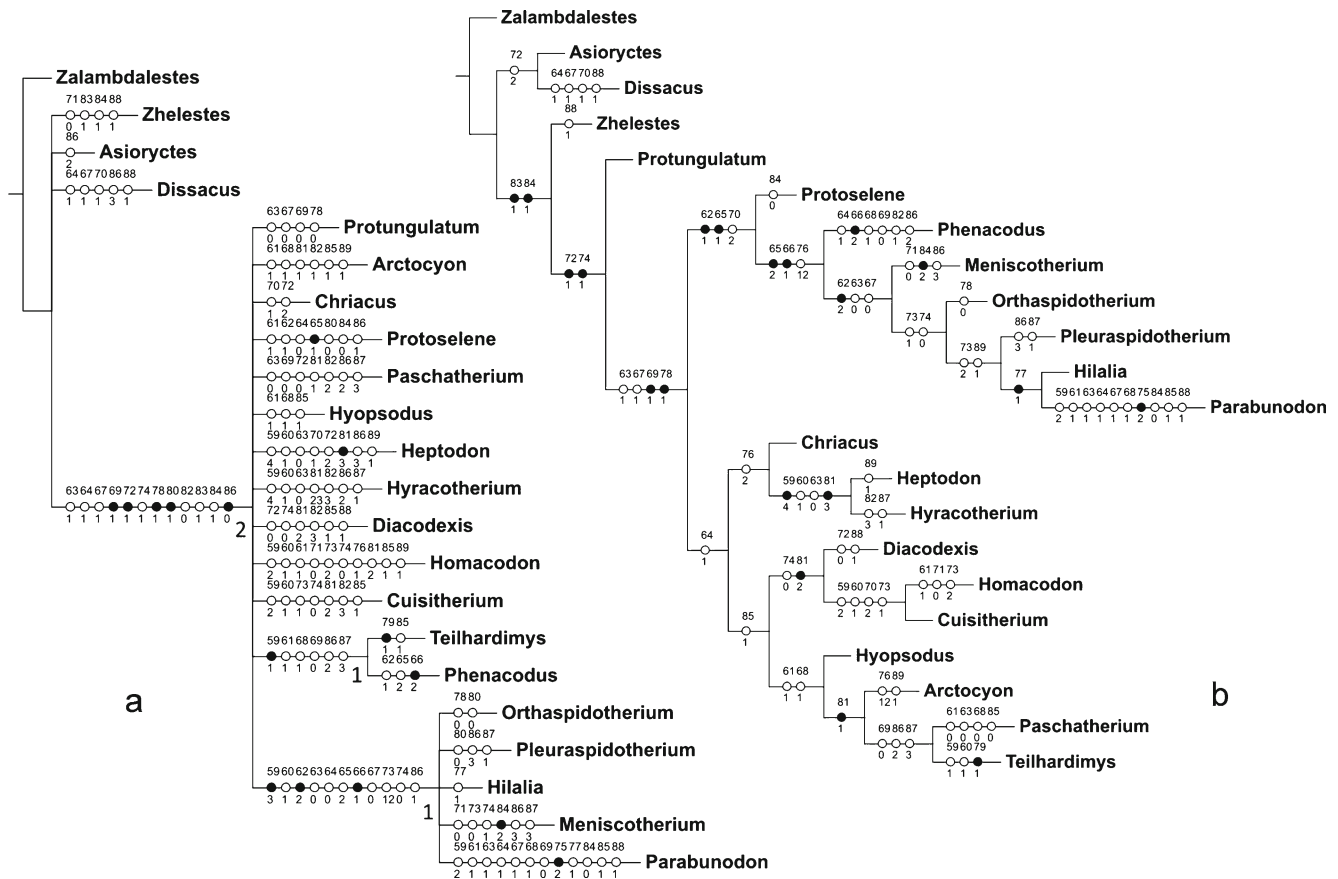 Zalambdalestes
71 83 84 88
Zhelestes
0 1 1 1
86
Asioryctes
2
64 67 70 86 88
Dissacus
1 1 1 3 1
63 64 67 69 72 74 78 80 82 83 84 86
1 1 1 1 1 1 1 1 0 1 1 0
2
63 67 69 78
Protungulatum
0 0 0 0
61 68 81 82 85 89
Arctocyon
1 1 1 1 1 1
70 72
Chriacus
1 2
61 62 64 65 80 84 86
Protoselene
1 1 0 1 0 0 1
63 69 72 81 82 86 87
Paschatherium
0 0 0 1 2 2 3
61 68 85
Hyopsodus
1 1 1
59 60 63 70 72 81 86 89
Heptodon
4 1 0 1 2 3 3 1
59 60 63 81 82 86 87
Hyracotherium
4 1 0 23 3 2 1
72 74 81 82 85 88
Diacodexis
0 0 2 3 1 1
59 60 61 71 73 74 76 81 85 89
Homacodon
2 1 1 0 2 0 1 2 1 1
59 60 73 74 81 82 85
Cuisitherium
2 1 1 0 2 3 1
59 61 68 69 86 87
1 1 1 0 2 3
1
79 85
Teilhardimys
1 1
62 65 66
Phenacodus
1 2 2
a
59 60 62 63 64 65 66 67 73 74 86
3 1 2 0 0 2 1 0 12 0 1
1
78 80
Orthaspidotherium
0 0
80 86 87
Pleuraspidotherium
0 3 1
77
Hilalia
1
71 73 74 84 86 87
Meniscotherium
0 0 1 2 3 3
59 61 63 64 67 68 69 75 77 84 85 88
Parabunodon
2 1 1 1 1 1 0 2 1 0 1 1
Zalambdalestes
72
2
Asioryctes
64 67 70 88
Dissacus
1 1 1 1
83 84
1 1
88
Zhelestes
1
72 74
1 1
Protungulatum
63 67 69 78
1 1 1 1
62 65 70
1 1 2
84
Protoselene
0
65 66 76
2 1 12
64 66 68 69 82 86
Phenacodus
1 2 1 0 1 2
62 63 67
2 0 0
71 84 86
Meniscotherium
0 2 3
73 74
1 0
78
Orthaspidotherium
0
73 89
2 1
86 87
Pleuraspidotherium
3 1
77
1
Hilalia
59 61 63 64 67 68 75 84 85 88
Parabunodon
2 1 1 1 1 1 2 0 1 1
64
1
76
2
Chriacus
59 60 63 81
4 1 0 3
89
Heptodon
1
82 87
Hyracotherium
3 1
85
1
74 81
0 2
72 88
Diacodexis
0 1
59 60 70 73
2 1 2 1
61 71 73
Homacodon
1 0 2
Cuisitherium
61 68
1 1
Hyopsodus
81
1
76 89
Arctocyon
12 1
69 86 87
0 2 3
61 63 68 85
Paschatherium
0 0 0 0
59 60 79
Teilhardimys
1 1 1
b